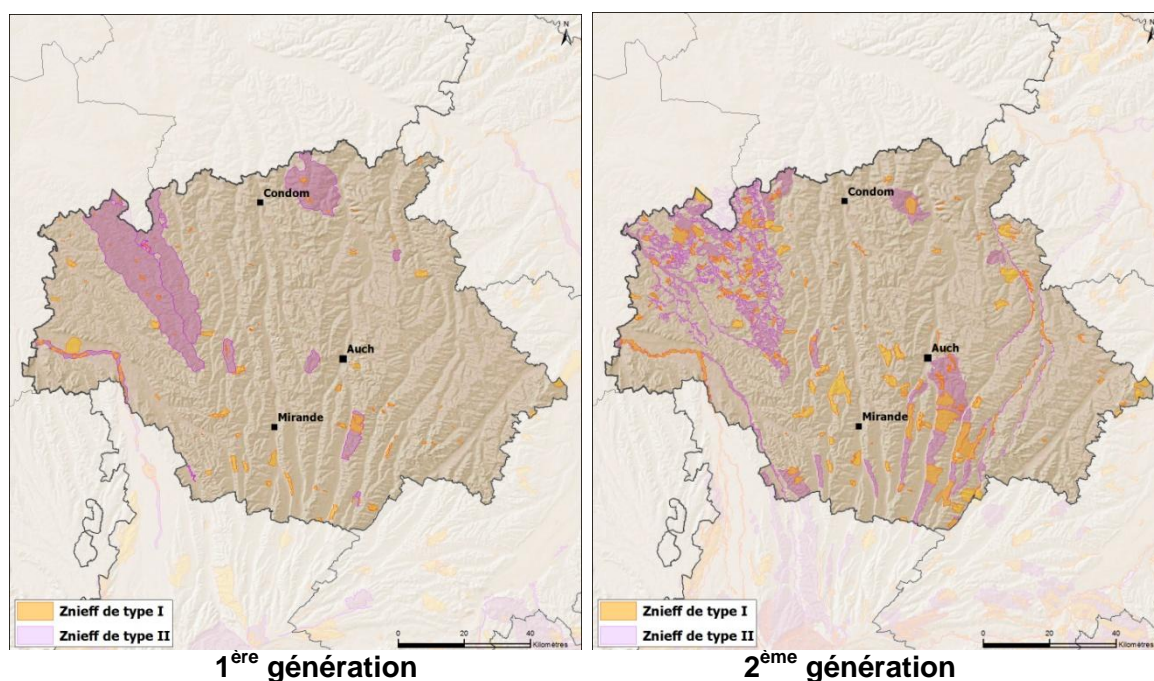 N
Condom
Auch
Mirande
Znieff de type I
Znieff de type II
0 20 40
Kilomètres
1ère génération
N
Condom
Auch
Mirande
Znieff de type I
Znieff de type II
0 20 40
Kilomètres
2ème génération